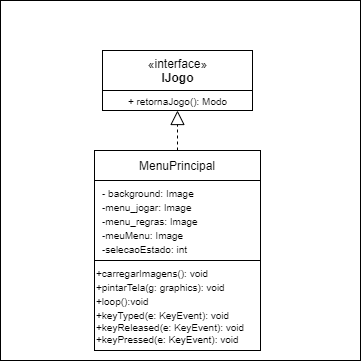 «interface»
IJogo
+ retornaJogo(): Modo
MenuPrincipal
- background: Image
-menu_jogar: Image
-menu_regras: Image
-meuMenu: Image
-selecaoEstado: int
+carregarImagens(): void
+pintarTela(g: graphics): void
+loop():void
+keyTyped(e: KeyEvent): void
+keyReleased(e: KeyEvent): void
+keyPressed(e: KeyEvent): void